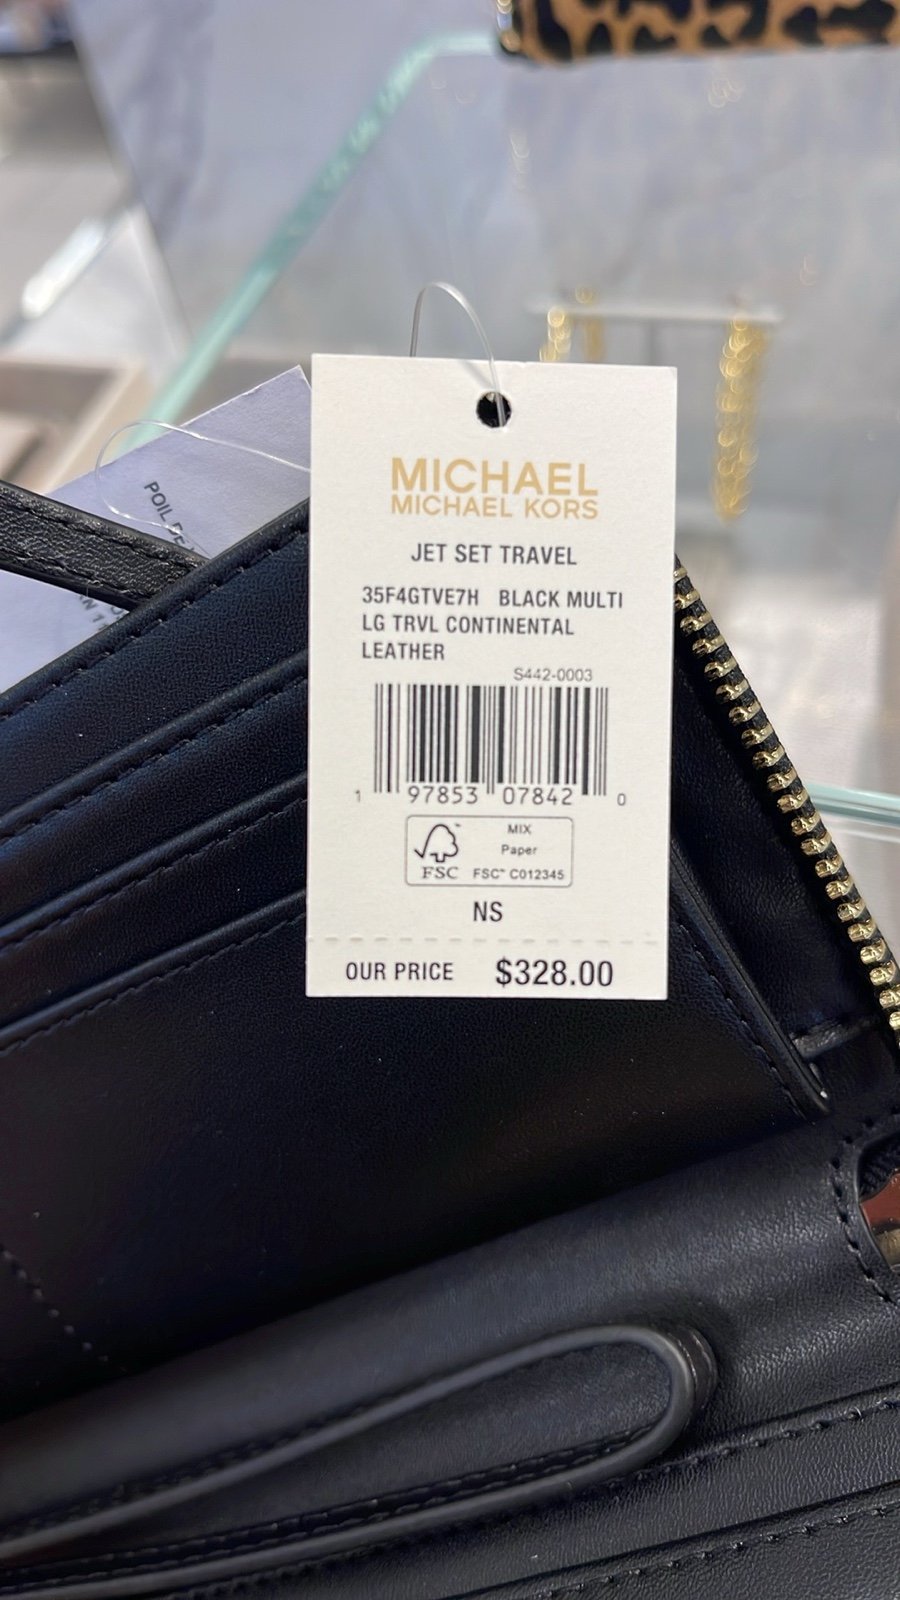 MICHAEL
MICHAEL KORS
JET SET TRAVEL
35F4GTVE7H BLACK MULTI
LG TRVL CONTINENTAL
LEATHER
S442-0003
1 97853 07842 0
FSC
MIX
Paper
FSC™ C012345
NS
OUR PRICE $328.00
POIL